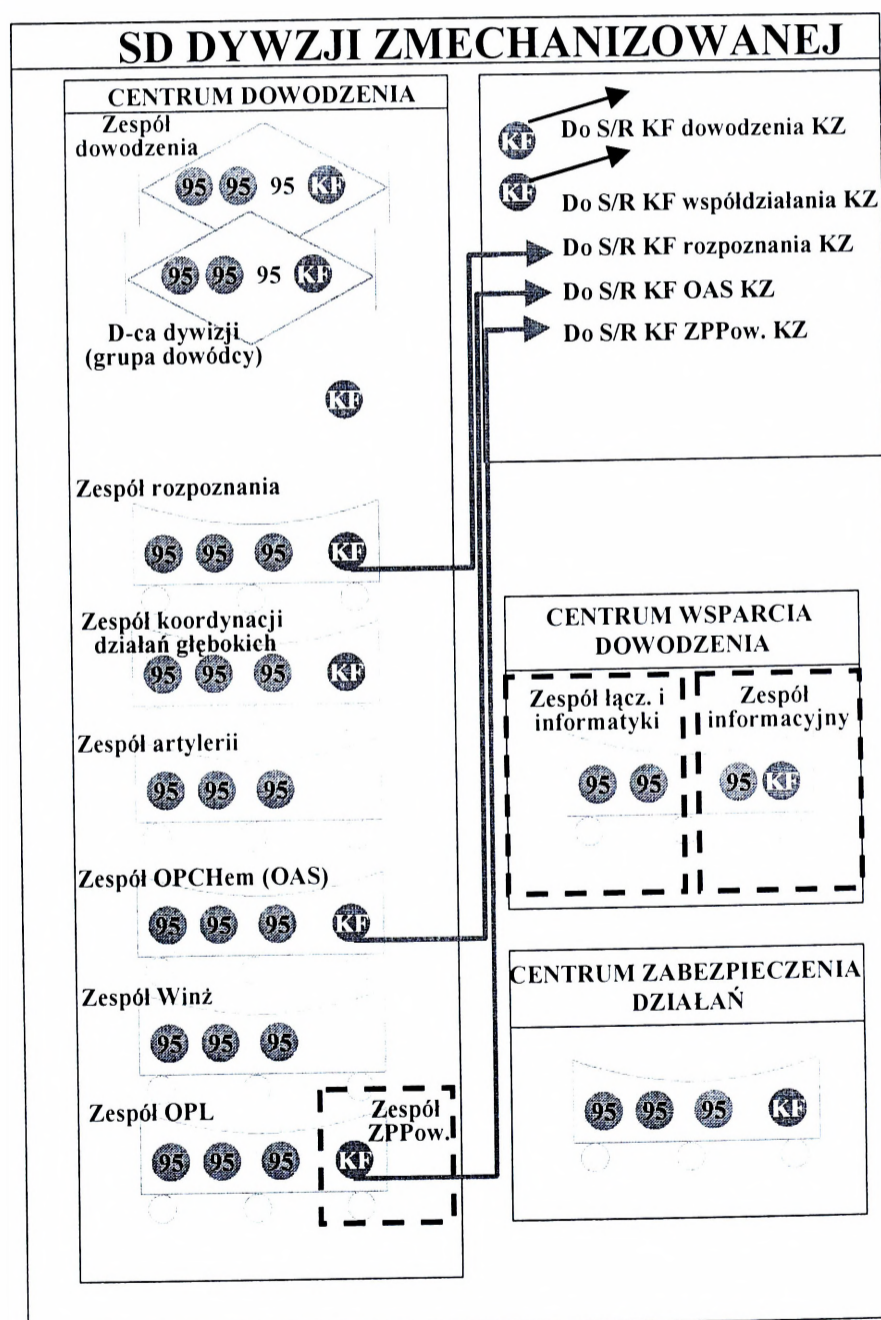 SD DYWZJI ZMECHANIZOWANEJ
CENTRUM DOWODZENIA
Zespół
dowodzenia
95 95 95 KF
95 95 95 KF
D-ca dywizji
(grupa dowódcy)
KF
Zespół rozpoznania
95 95 95 KF
Zespół koordynacji
działań głębokich
95 95 95 KF
Zespół artylerii
95 95 95
Zespół OPCHem (OAS)
95 95 95 KF
Zespół Winż
95 95 95
Zespół OPL
Zespół
ZPPow.
95 95 95 KF
KF Do S/R KF dowodzenia KZ
KF Do S/R KF współdziałania KZ
Do S/R KF rozpoznania KZ
Do S/R KF OAS KZ
Do S/R KF ZPPow. KZ
CENTRUM WSPARCIA
DOWODZENIA
Zespół łącz. i
informatyki
95 95
Zespół
informacyjny
95 KF
CENTRUM ZABEZPIECZENIA
DZIAŁAŃ
95 95 95 KF